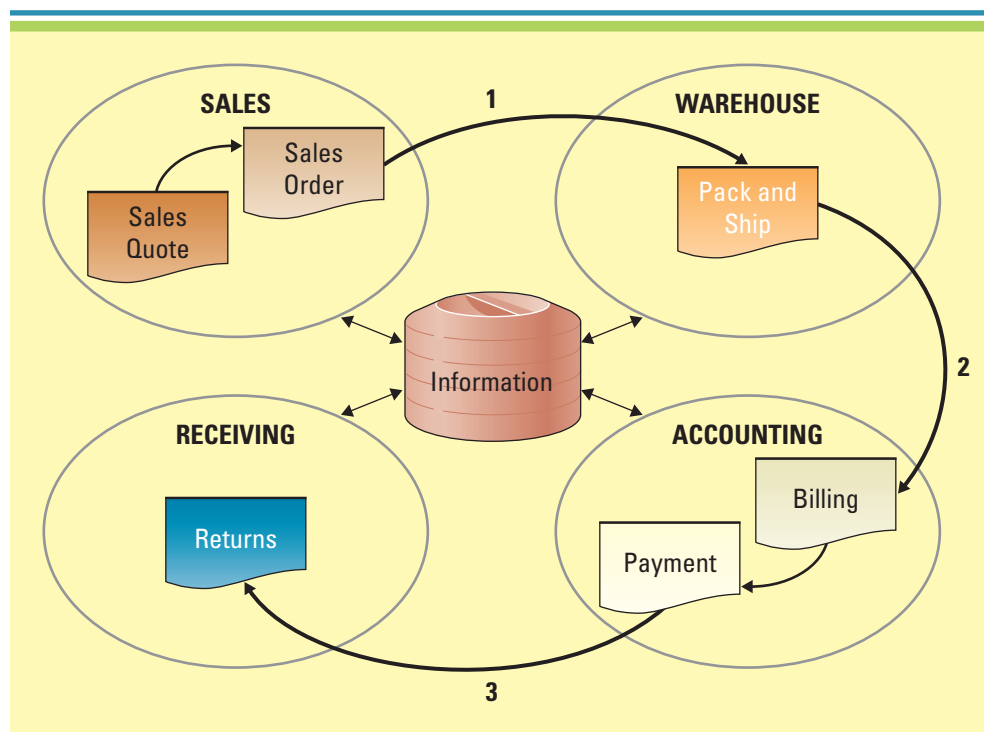 SALES
Sales
Order
Sales
Quote
1
WAREHOUSE
Pack and
Ship
2
Information
RECEIVING
Returns
ACCOUNTING
Billing
Payment
3